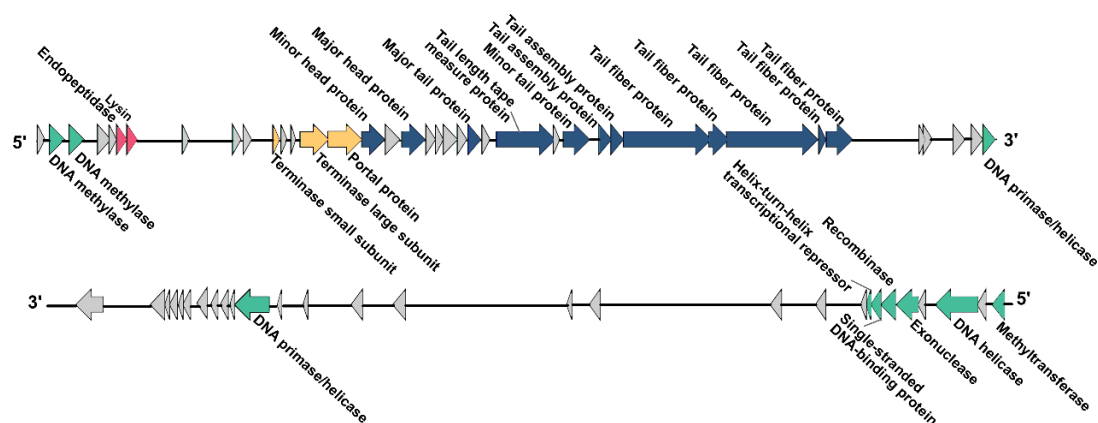 Endopeptidase
Lysin
Minor head protein
Major head protein
Major tail protein
Tail length tape
measure protein
Minor tail protein
Tail assembly protein
Tail assembly protein
Tail fiber protein
Tail fiber protein
Tail fiber protein
Tail fiber protein
Tail fiber protein
5'
3'
DNA methylase
DNA methylase
Terminase small subunit
Terminase large subunit
Portal protein
DNA primase/helicase
Helix-turn-helix
transcriptional repressor
Recombinase
3'
5'
DNA primase/helicase
Single-stranded
DNA-binding protein
Exonuclease
DNA helicase
Methyltransferase